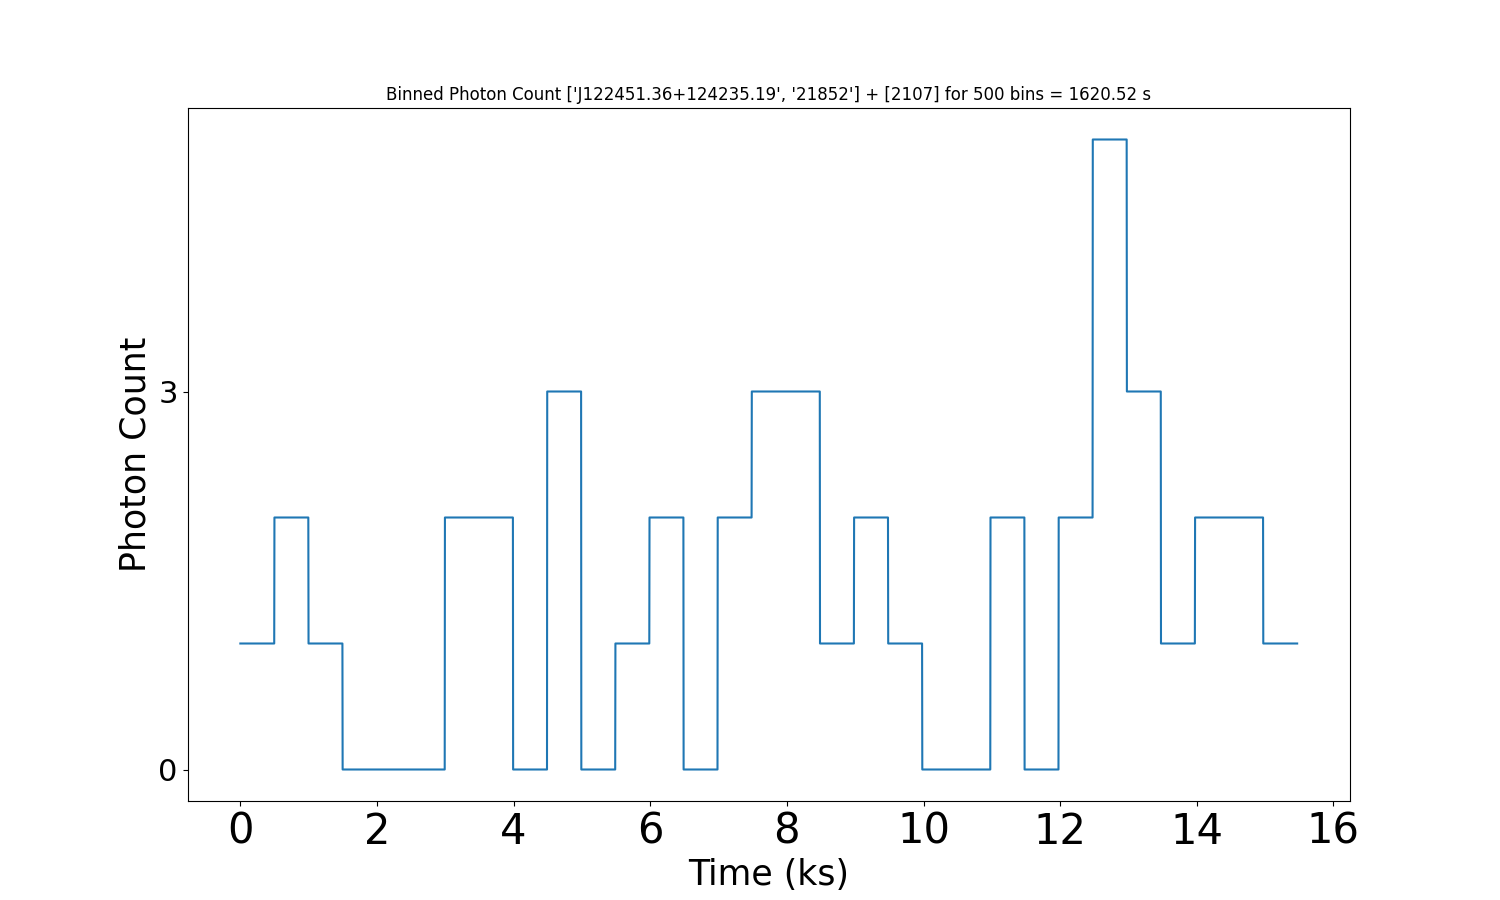 Binned Photon Count ['J122451.36+124235.19', '21852'] + [2107] for 500 bins = 1620.52 s
Photon Count
3
0
0 2 4 6 8 10 12 14 16
Time (ks)